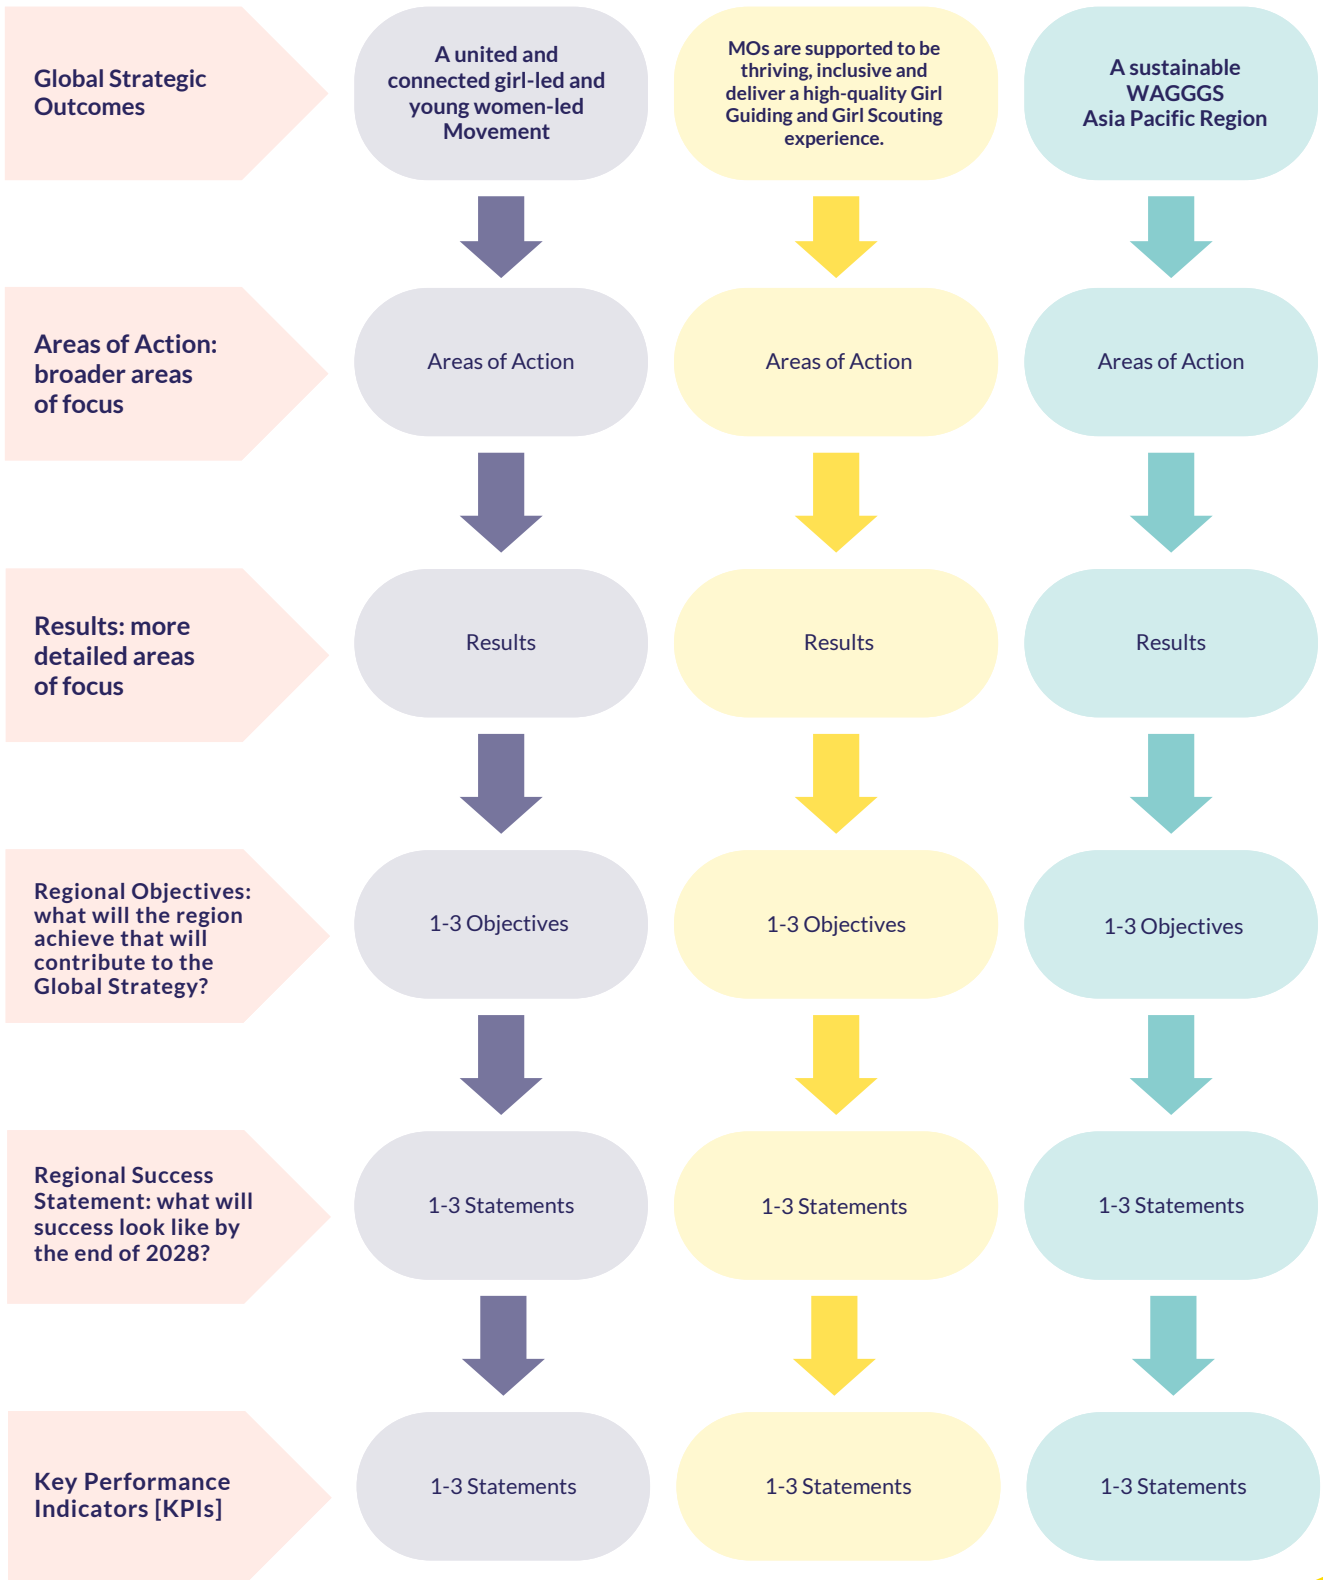 Global Strategic
Outcomes
A united and
connected girl-led and
young women-led
Movement
MOs are supported to be
thriving, inclusive and
deliver a high-quality Girl
Guiding and Girl Scouting
experience.
A sustainable
WAGGGS
Asia Pacific Region
Areas of Action:
broader areas
of focus
Areas of Action
Areas of Action
Areas of Action
Results: more
detailed areas
of focus
Results
Results
Results
Regional Objectives:
what will the region
achieve that will
contribute to the
Global Strategy?
1-3 Objectives
1-3 Objectives
1-3 Objectives
Regional Success
Statement: what will
success look like by
the end of 2028?
1-3 Statements
1-3 Statements
1-3 Statements
Key Performance
Indicators [KPIs]
1-3 Statements
1-3 Statements
1-3 Statements